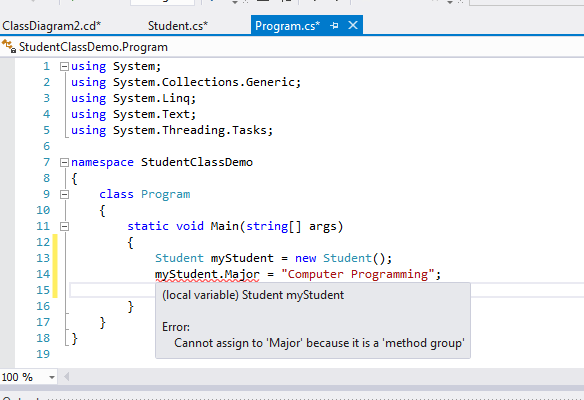 ClassDiagram2.cd* Student.cs* Program.cs*
StudentClassDemo.Program
1 using System;
2 using System.Collections.Generic;
3 using System.Linq;
4 using System.Text;
5 using System.Threading.Tasks;
6
7 namespace StudentClassDemo
8 {
9 class Program
10 {
11 static void Main(string[] args)
12 {
13 Student myStudent = new Student();
14 myStudent.Major = "Computer Programming";
15
(local variable) Student myStudent
16 }
17 }
Error:
18 }
Cannot assign to 'Major' because it is a 'method group'
19
100 %